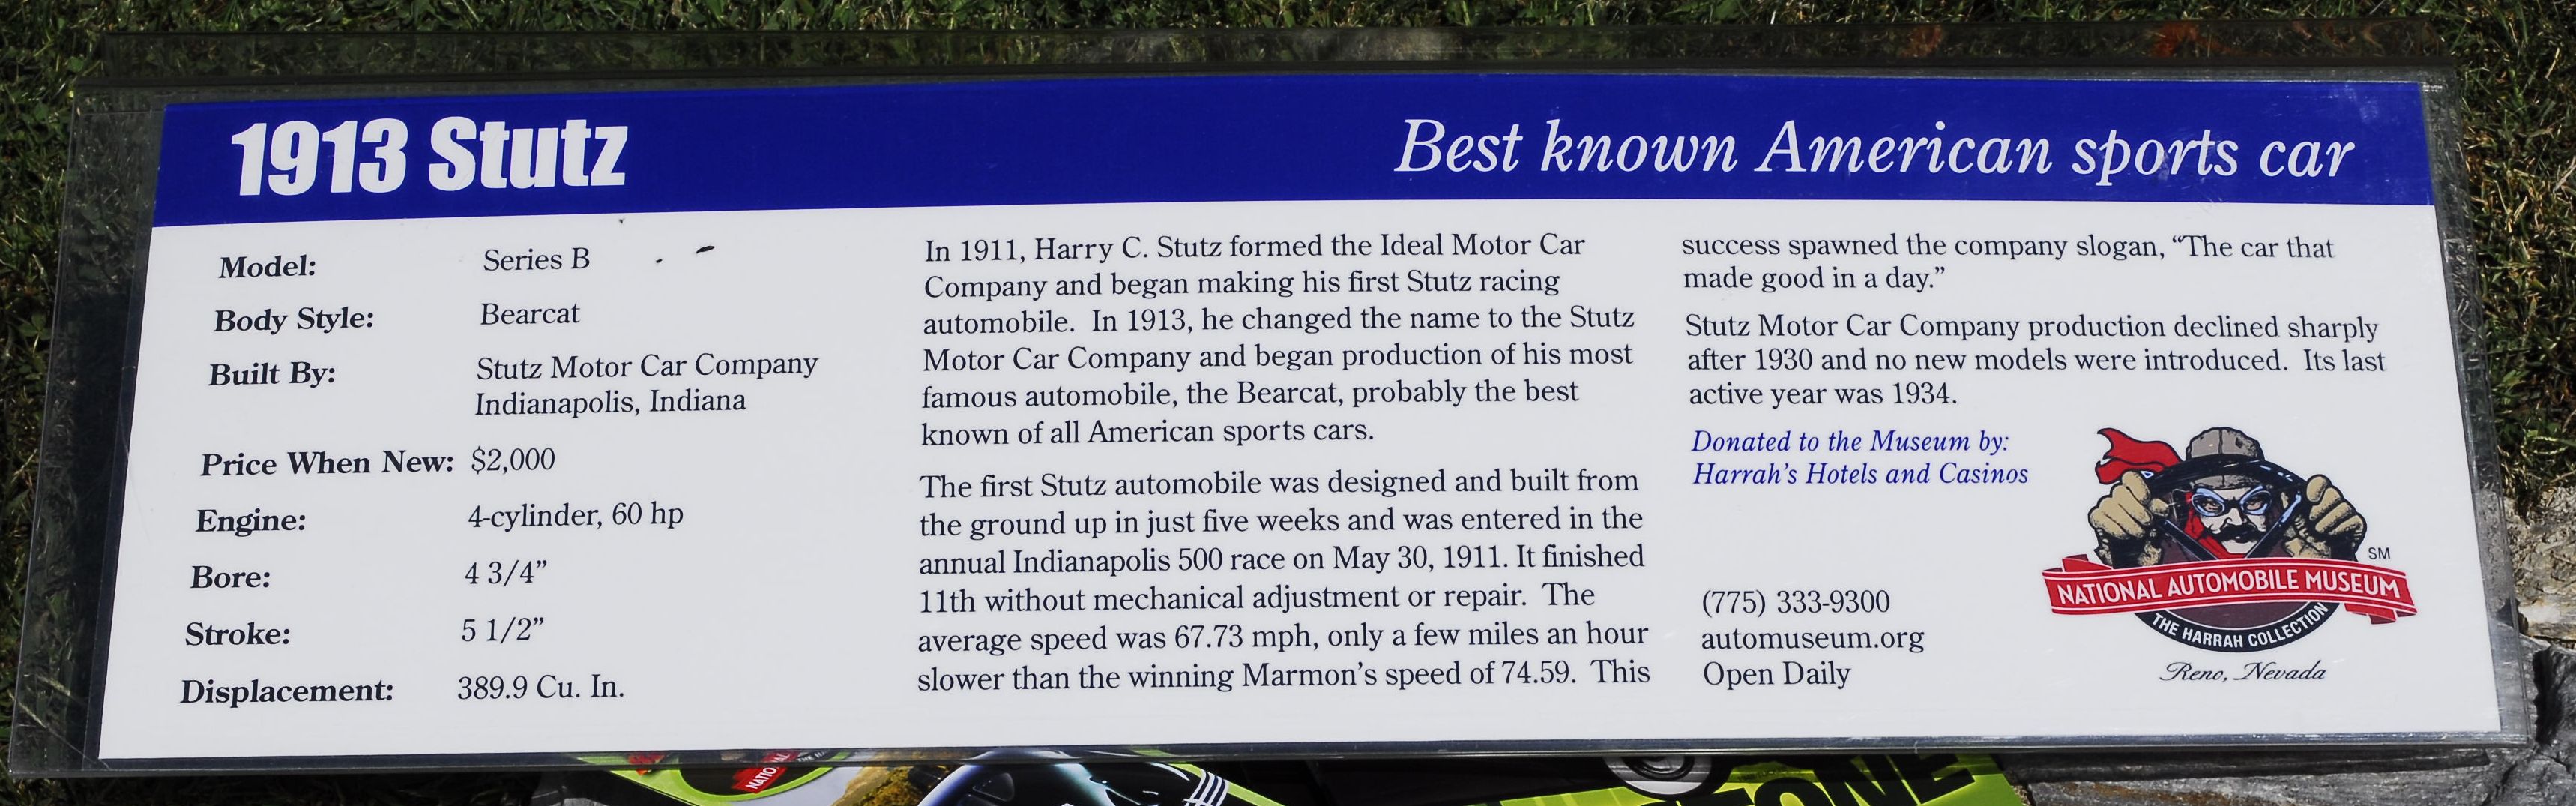 1913 Stutz
Best known American sports car
Model: Series B
Body Style: Bearcat
Built By: Stutz Motor Car Company
Indianapolis, Indiana
Price When New: $2,000
Engine: 4-cylinder, 60 hp
Bore: 4 3/4”
Stroke: 5 1/2”
Displacement: 389.9 Cu. In.
In 1911, Harry C. Stutz formed the Ideal Motor Car
Company and began making his first Stutz racing
automobile. In 1913, he changed the name to the Stutz
Motor Car Company and began production of his most
famous automobile, the Bearcat, probably the best
known of all American sports cars.
The first Stutz automobile was designed and built from
the ground up in just five weeks and was entered in the
annual Indianapolis 500 race on May 30, 1911. It finished
11th without mechanical adjustment or repair. The
average speed was 67.73 mph, only a few miles an hour
slower than the winning Marmon’s speed of 74.59. This
success spawned the company slogan, “The car that
made good in a day.”
Stutz Motor Car Company production declined sharply
after 1930 and no new models were introduced. Its last
active year was 1934.
Donated to the Museum by:
Harrah’s Hotels and Casinos
(775) 333-9300
automuseum.org
Open Daily
SM
NATIONAL AUTOMOBILE MUSEUM
THE HARRAH COLLECTION
Reno, Nevada